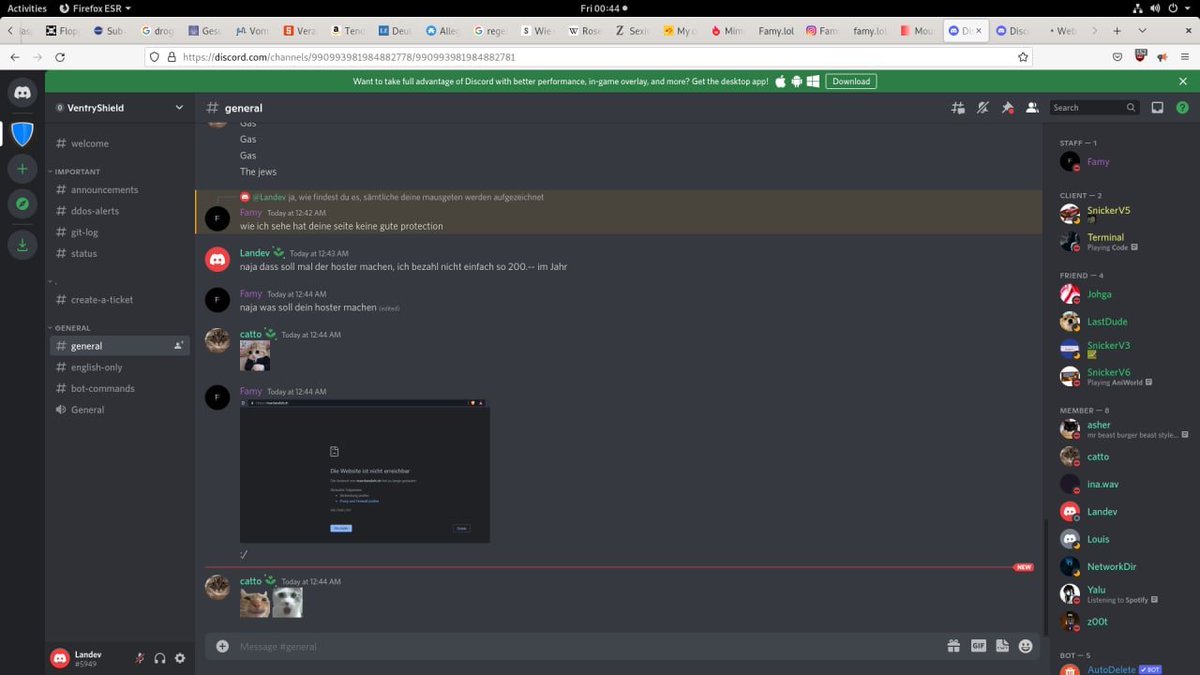 Activities
Firefox ESR
Fri 00:44
Flop
Sub
drog
Gesu
Vorn
Vera
Tenc
Deut
Allec
rege
Wie
Rose
Sexiv
My o
Mim
Famy.lol
Fam
famy.lol
Mou
Di
Disc
Web
https://discord.com/channels/990993981984882778/990993981984882781
Want to take full advantage of Discord with better performance, in-game overlay, and more? Get the desktop app!
Download
VentryShield
general
Search
welcome
IMPORTANT
announcements
ddos-alerts
git-log
status
.
create-a-ticket
GENERAL
general
english-only
bot-commands
General
Landev
#5949
Gas
Gas
Gas
The jews
@Landev ja, wie findest du es, sämtliche deine mausgeten werden aufgezeichnet
Famy Today at 12:42 AM
wie ich sehe hat deine seite keine gute protection
Landev Today at 12:43 AM
naja dass soll mal der hoster machen, ich bezahl nicht einfach so 200.-- im Jahr
Famy Today at 12:44 AM
naja was soll dein hoster machen (edited)
catto Today at 12:44 AM
Famy Today at 12:44 AM
Die Website ist nicht erreichbar
:/
NEW
catto Today at 12:44 AM
Message #general
GIF
STAFF — 1
Famy
CLIENT — 2
SnickerV5
Terminal
Playing Code
FRIEND — 4
Johga
LastDude
SnickerV3
SnickerV6
Playing AniWorld
MEMBER — 8
asher
mr beast burger beast style...
catto
ina.wav
Landev
Louis
NetworkDir
Yalu
Listening to Spotify
z00t
BOT — 5
AutoDelete
BOT